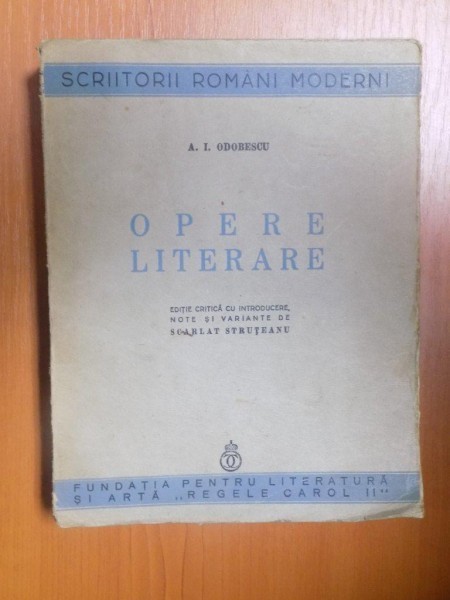 SCRIITORII ROMÂNI MODERNI
A. I. ODOBESCU
OPERE
LITERARE
EDIȚIE CRITICĂ CU INTRODUCERE,
NOTE ȘI VARIANTE DE
SCARLAT STRUȚEANU
FUNDAȚIA PENTRU LITERATURĂ
ȘI ARTĂ „REGELE CAROL II"